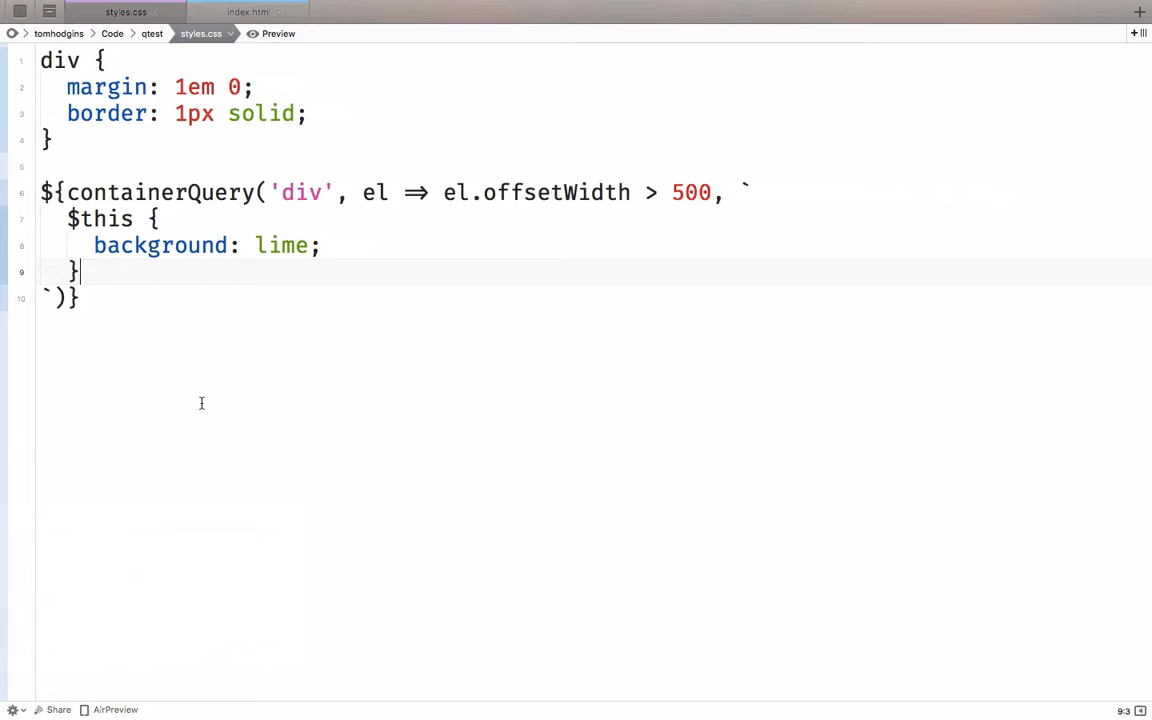 styles.css index.html
tomhodgins Code qtest styles.css Preview
1 div {
2 margin: 1em 0;
3 border: 1px solid;
4 }
5
6 ${containerQuery('div', el => el.offsetWidth > 500, `
7 $this {
8 background: lime;
9 }
10 `)}
Share AirPreview 9:3